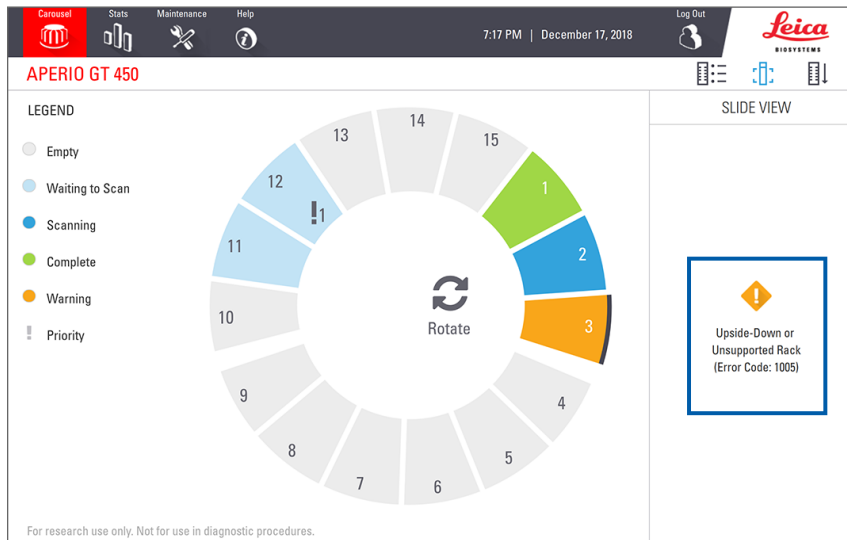 Carousel
Stats
Maintenance
Help
7:17 PM | December 17, 2018
Log Out
Leica
BIOSYSTEMS
APERIO GT 450
LEGEND
Empty
Waiting to Scan
Scanning
Complete
Warning
! Priority
13
14
15
12
!1
1
11
2
10
Rotate
3
9
4
8
5
7
6
SLIDE VIEW
!
Upside-Down or
Unsupported Rack
(Error Code: 1005)
For research use only. Not for use in diagnostic procedures.